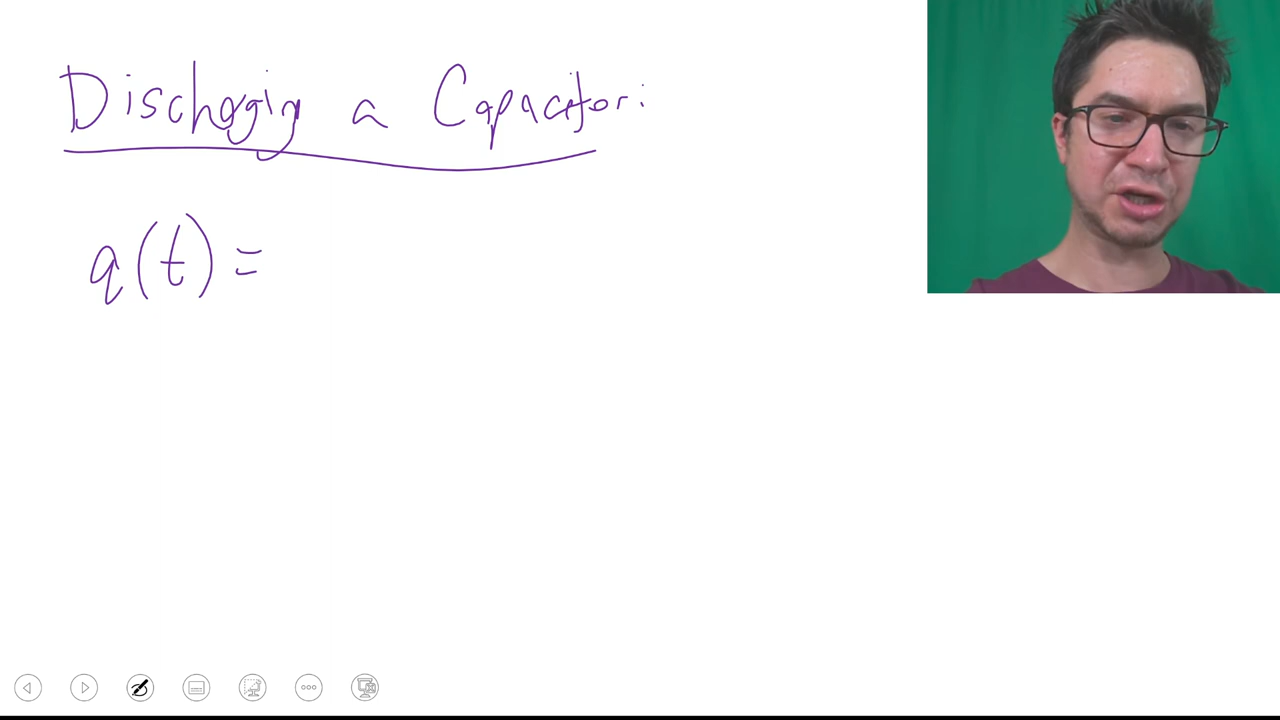 Discharging a Capacitor:
q(t) =